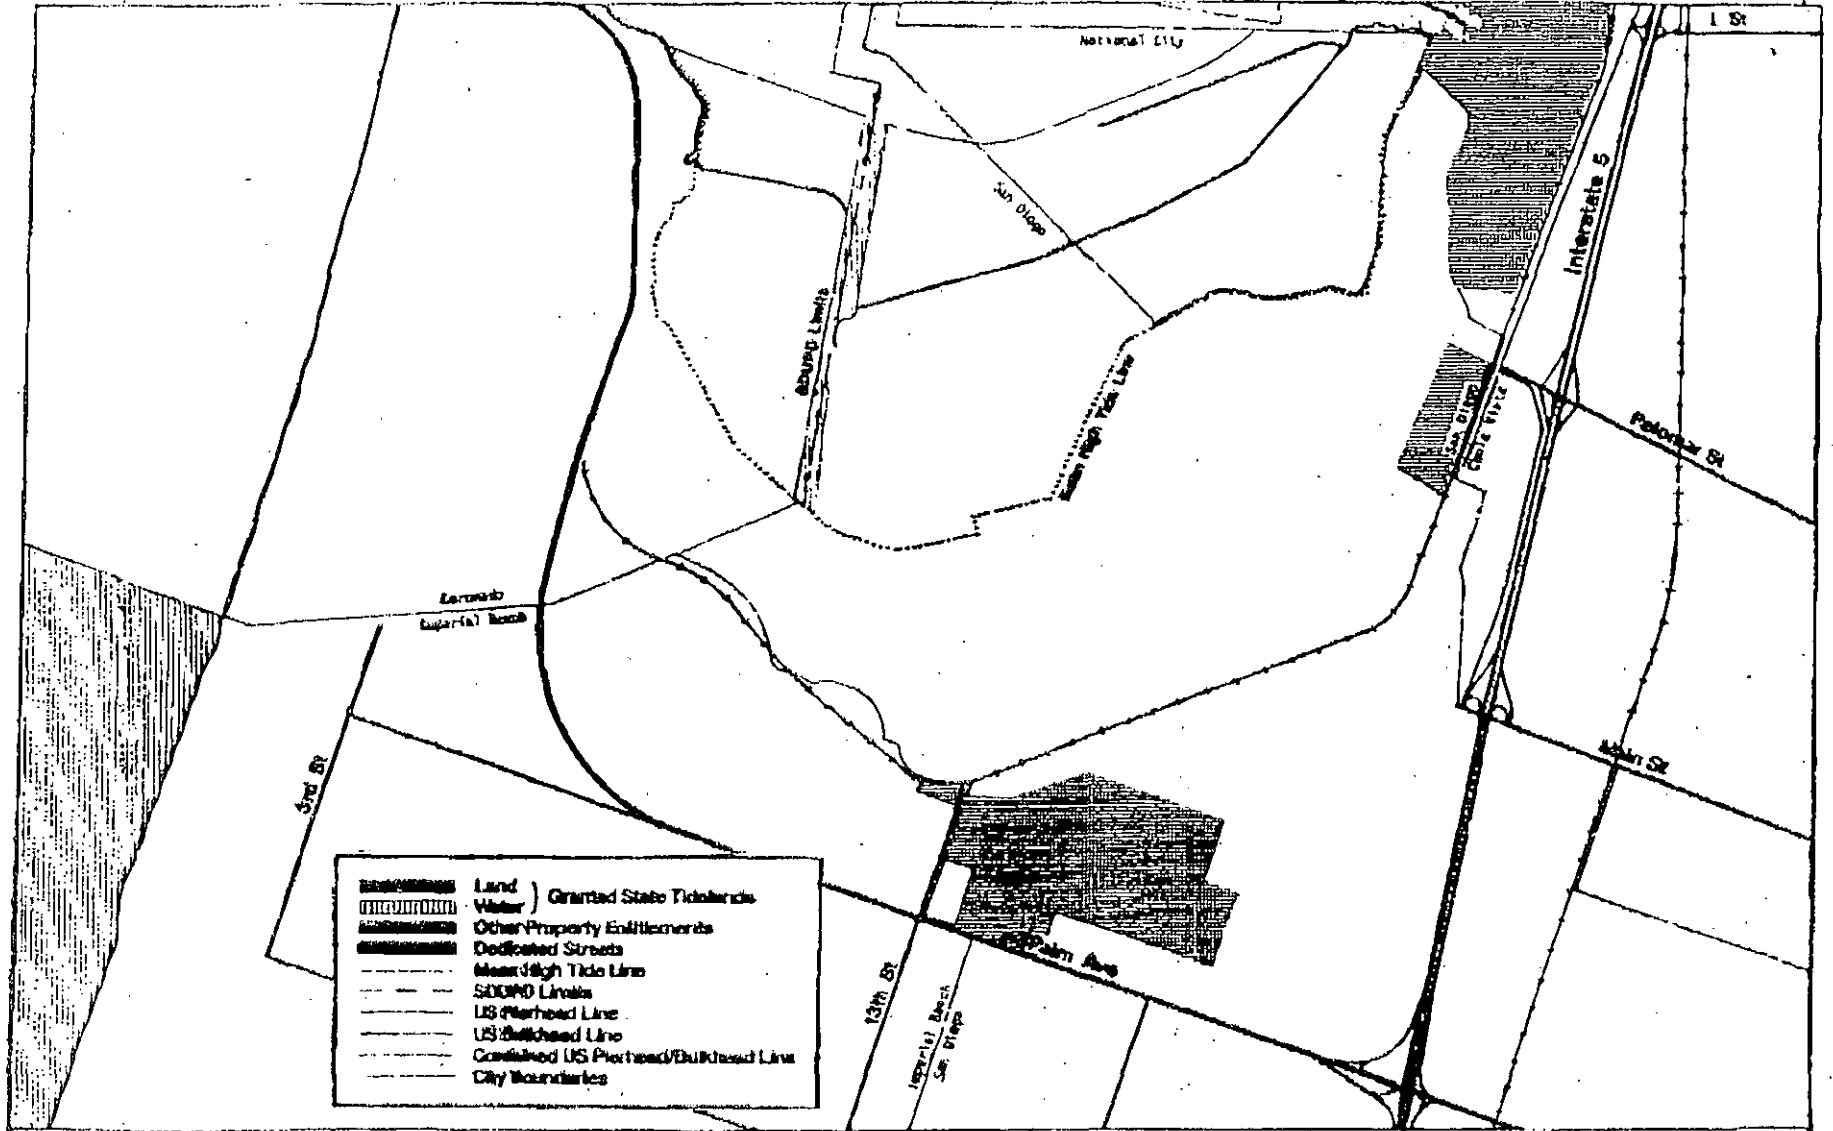 I St
National City
Interstate 5
San Diego
SDUPD Limits
Mean High Tide Line
San Diego
Chula Vista
Palomar St
Coronado
Imperial Beach
3rd St
Main St
Palm Ave
13th St
Imperial Beach
San Diego
Land
Water
} Granted State Tidelands
Other Property Entitlements
Dedicated Streets
Mean High Tide Line
SDUPD Limits
US Pierhead Line
US Bulkhead Line
Combined US Pierhead/Bulkhead Line
City Boundaries